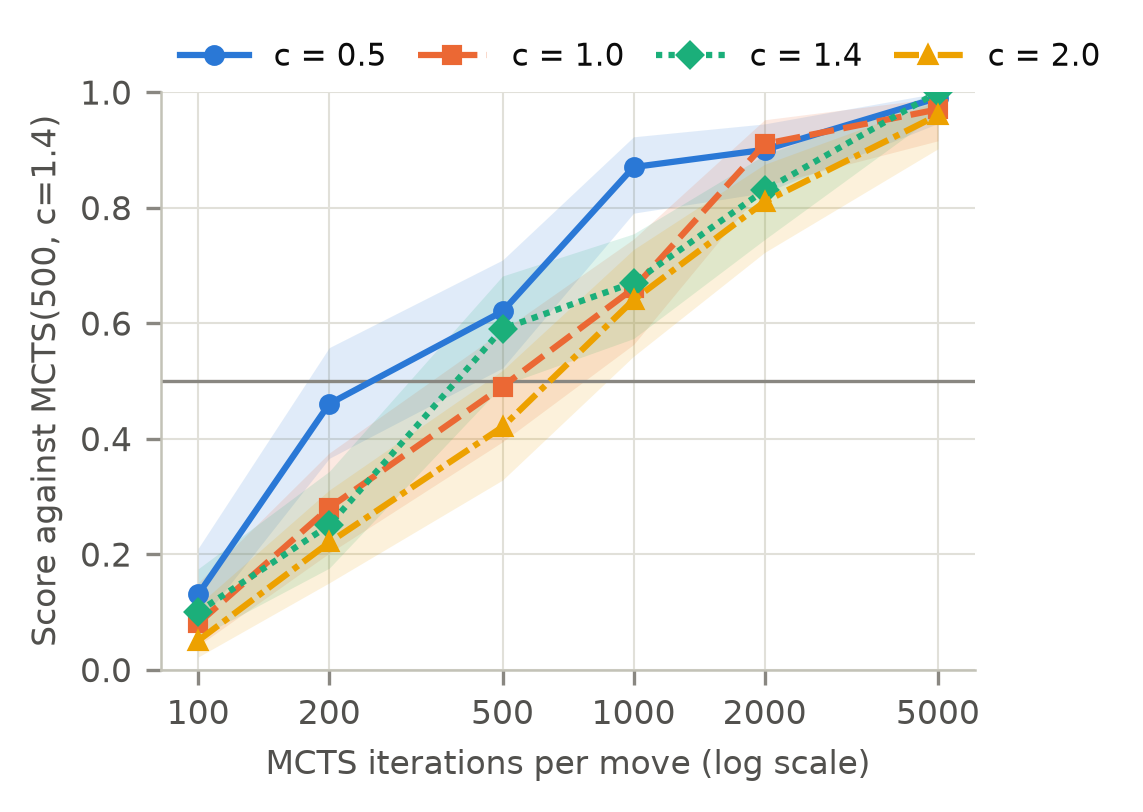 c = 0.5 c = 1.0 c = 1.4 c = 2.0
Score against MCTS(500, c=1.4)
1.0
0.8
0.6
0.4
0.2
0.0
100 200 500 1000 2000 5000
MCTS iterations per move (log scale)